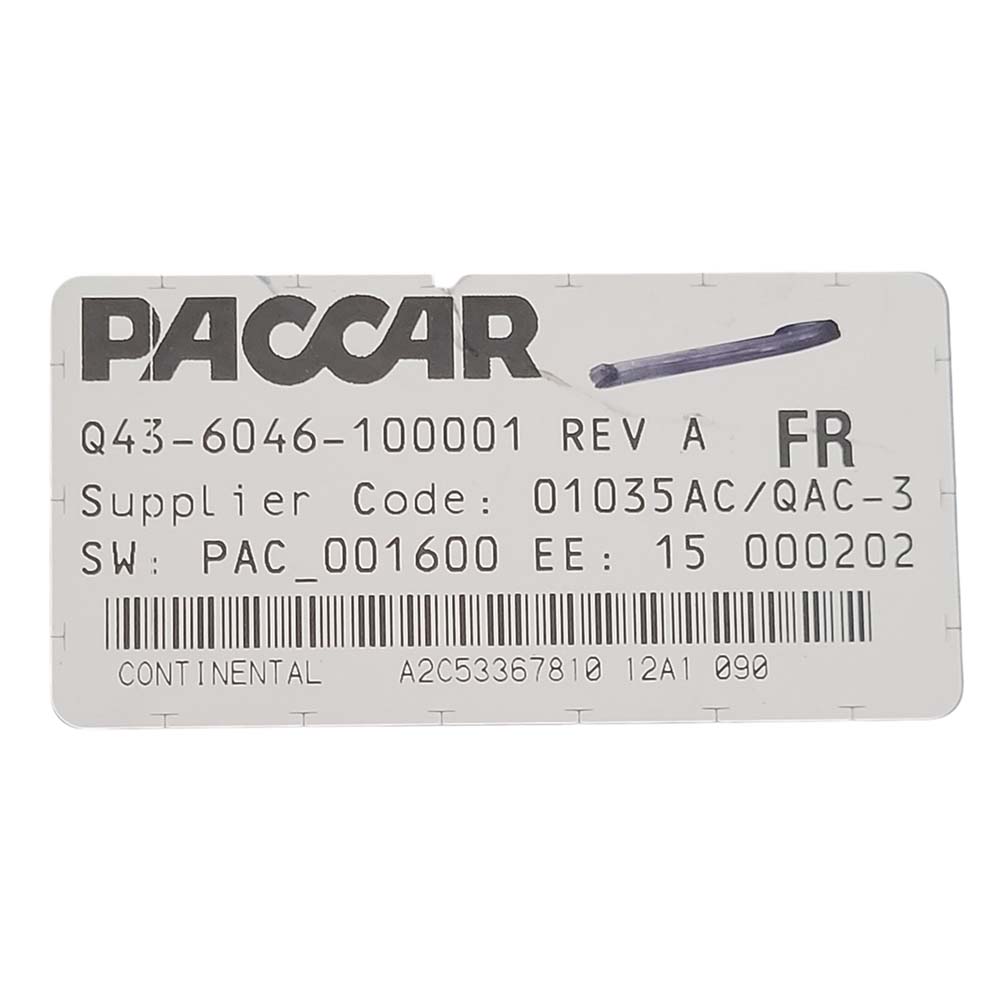 PACCAR
Q43-6046-100001 REV A FR
Supplier Code: 01035AC/QAC-3
SW: PAC_001600 EE: 15 000202
CONTINENTAL A2C53367810 12A1 090